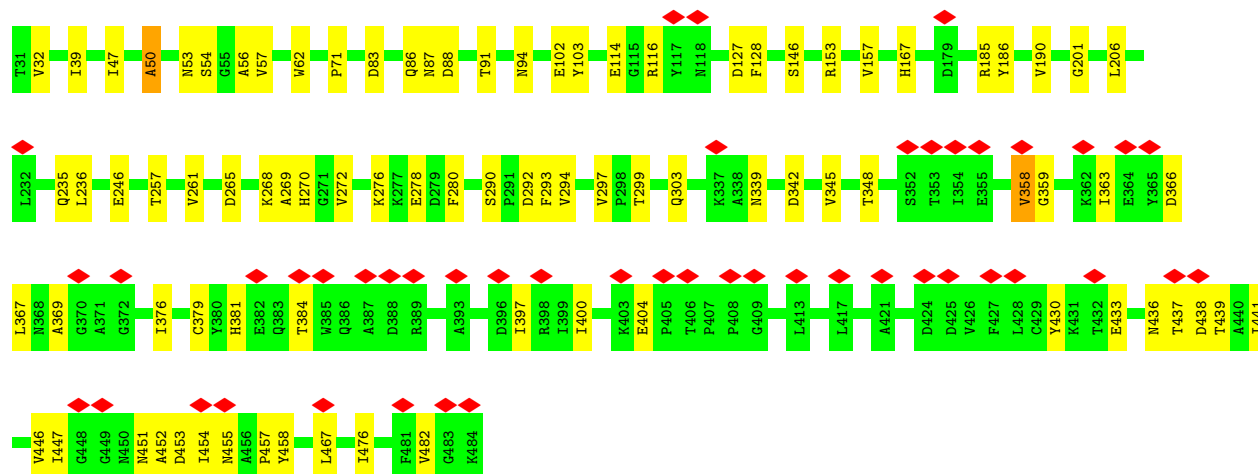 T31 V32 I39 I47 A50 N53 S54 G55 A56 V57 W62 P71 D83 Q86 N87 D88 T91 N94 E102 Y103 E114 G115 R116 Y117 N118 D127 F128 S146 R153 V157 H167 D179 R185 Y186 V190 G201 L206
L232 Q235 L236 E246 T257 V261 D265 K268 A269 H270 G271 V272 K276 K277 E278 D279 F280 S290 P291 D292 F293 V294 V297 P298 T299 Q303 K337 A338 N339 D342 V345 T348 S352 T353 I354 E355 V358 G359 K362 I363 E364 Y365 D366
L367 N368 A369 G370 A371 G372 I376 C379 Y380 H381 E382 Q383 T384 W385 Q386 A387 D388 R389 A393 D396 I397 R398 I399 I400 K403 E404 P405 T406 P407 P408 G409 L413 L417 A421 D424 D425 V426 F427 L428 C429 Y430 K431 T432 E433 N436 T437 D438 T439 A440 I441
V446 I447 G448 G449 N450 N451 A452 D453 I454 N455 A456 P457 Y458 L467 I476 F481 V482 G483 K484